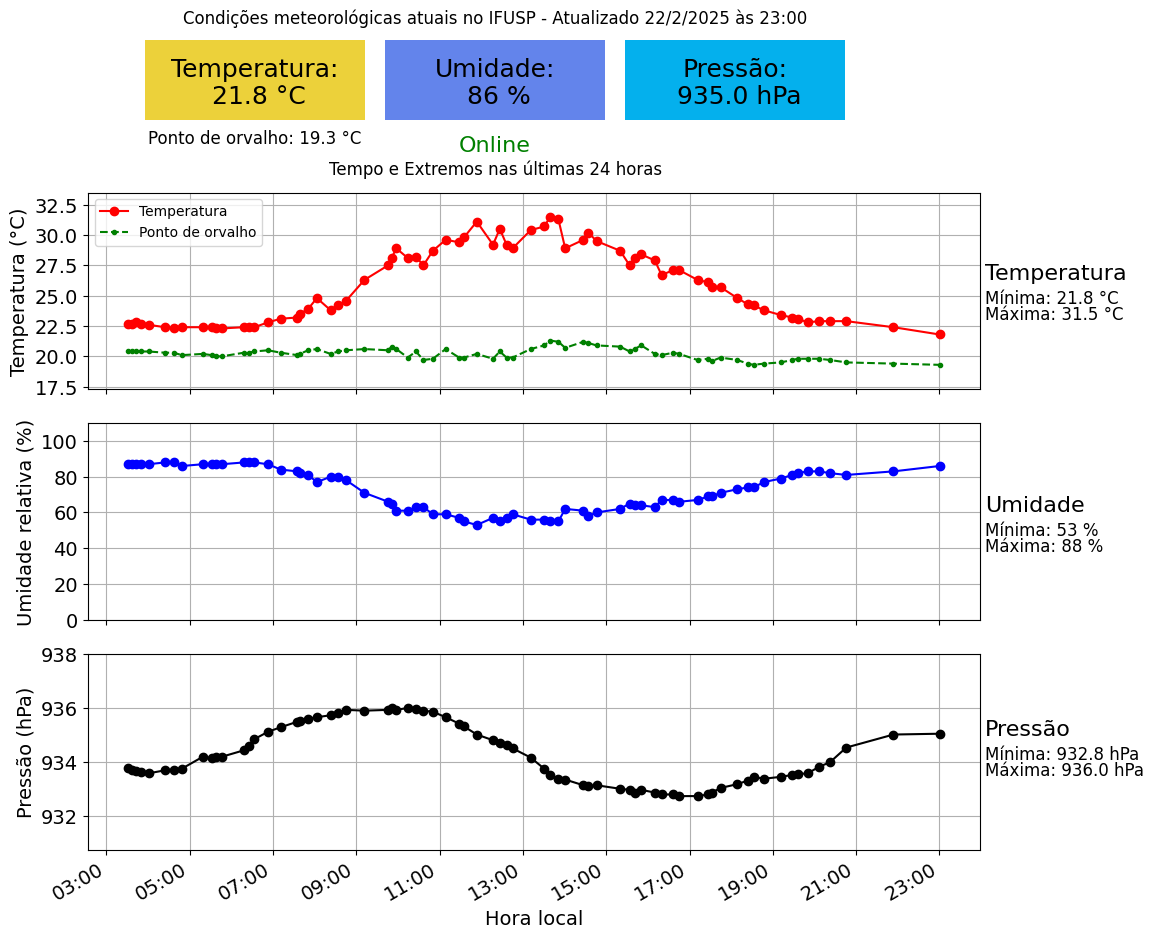 Condições meteorológicas atuais no IFUSP - Atualizado 22/2/2025 às 23:00
Temperatura:
21.8 °C
Umidade:
86 %
Pressão:
935.0 hPa
Ponto de orvalho: 19.3 °C
Online
Tempo e Extremos nas últimas 24 horas
Temperatura (°C)
32.5
30.0
27.5
25.0
22.5
20.0
17.5
Temperatura
Ponto de orvalho
Temperatura
Mínima: 21.8 °C
Máxima: 31.5 °C
Umidade relativa (%)
100
80
60
40
20
0
Umidade
Mínima: 53 %
Máxima: 88 %
Pressão (hPa)
938
936
934
932
Pressão
Mínima: 932.8 hPa
Máxima: 936.0 hPa
03:00
05:00
07:00
09:00
11:00
13:00
15:00
17:00
19:00
21:00
23:00
Hora local